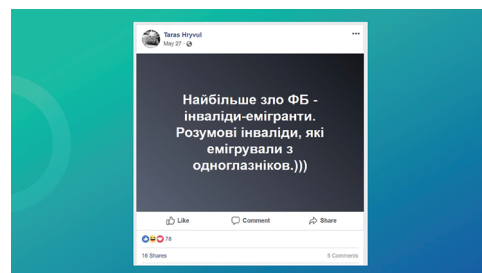 Taras Hryvul
May 27
Найбільше зло ФБ -
інваліди-емігранти.
Розумові інваліди, які
емігрували з
одноглазніков.)))
Like Comment Share
78
16 Shares 5 Comments